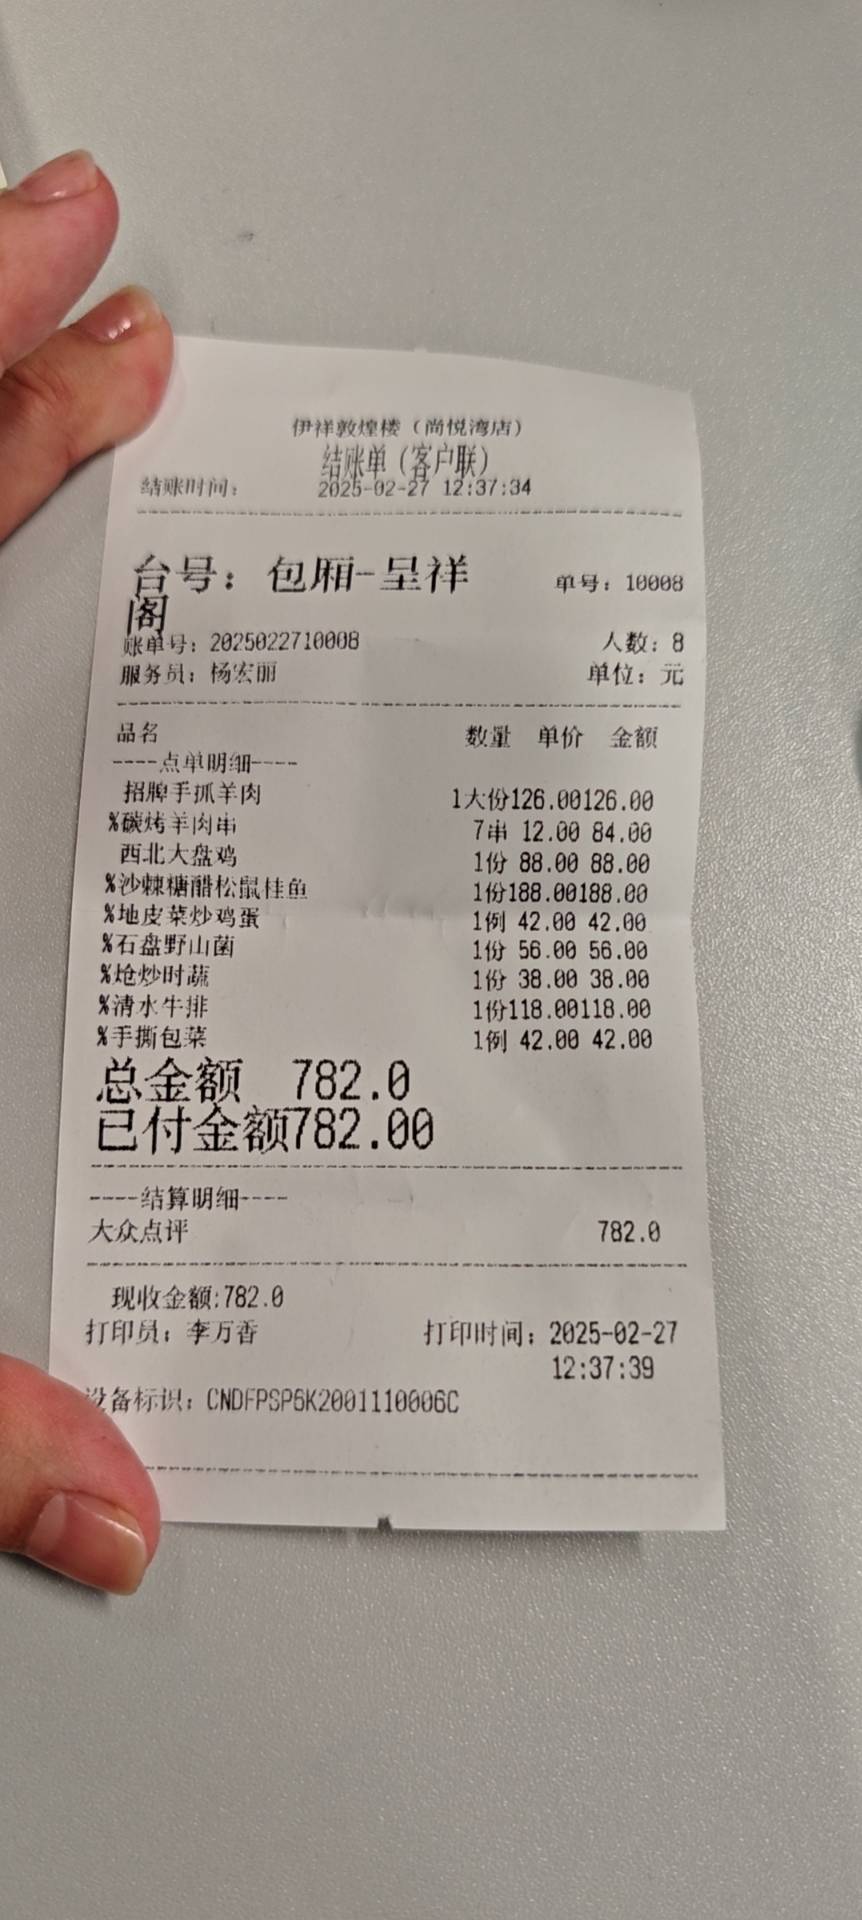 伊祥敦煌楼（尚悦湾店）
结账单（客户联）
结账时间： 2025-02-27 12:37:34
台号：包厢-呈祥 单号：10008
阁
账单号：2025022710008 人数：8
服务员：杨宏丽 单位：元
品名 数量 单价 金额
----点单明细----
招牌手抓羊肉 1大份126.00126.00
%碳烤羊肉串 7串 12.00 84.00
西北大盘鸡 1份 88.00 88.00
%沙棘糖醋松鼠桂鱼 1份188.00188.00
%地皮菜炒鸡蛋 1例 42.00 42.00
%石盘野山菌 1份 56.00 56.00
%炝炒时蔬 1份 38.00 38.00
%清水牛排 1份118.00118.00
%手撕包菜 1例 42.00 42.00
总金额 782.0
已付金额782.00
----结算明细----
大众点评 782.0
现收金额:782.0
打印员：李万香 打印时间：2025-02-27
12:37:39
设备标识：CNDFPSP6K2001110006C